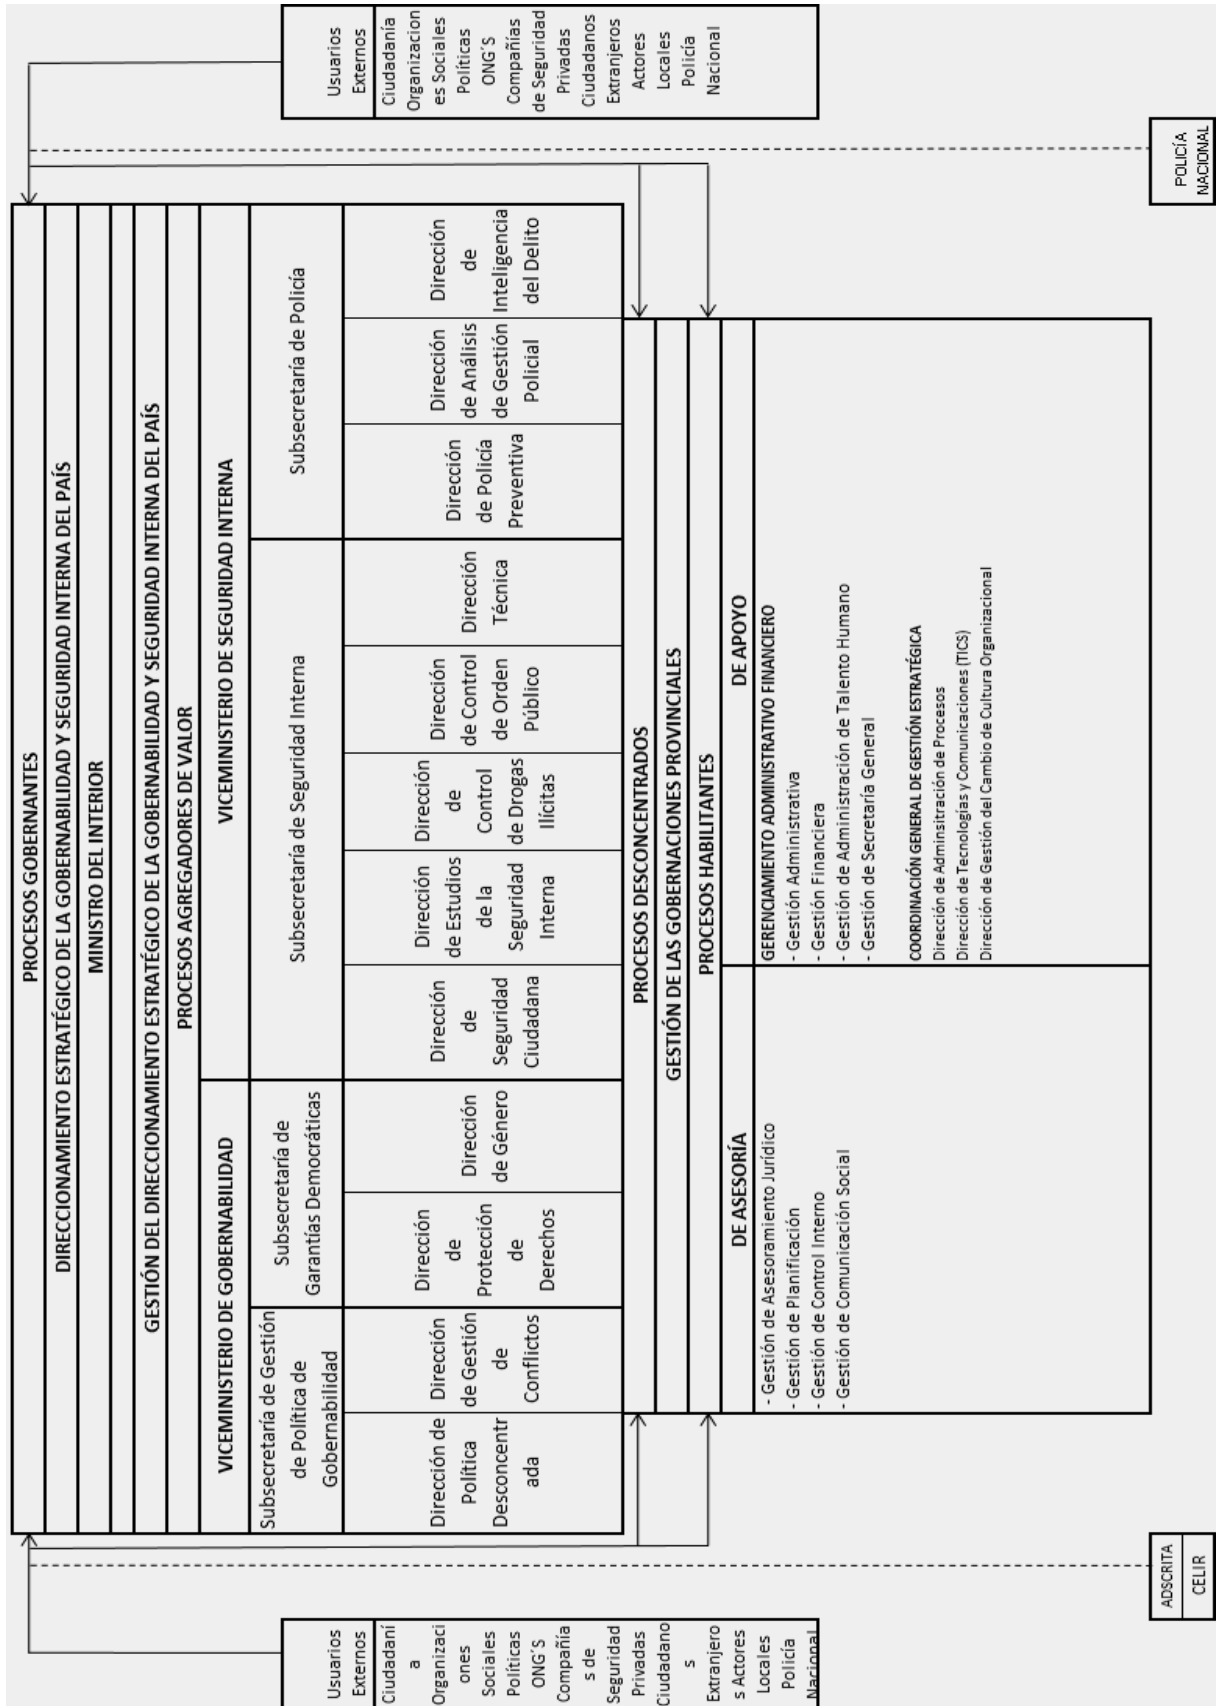 PROCESOS GOBERNANTES
DIRECCIONAMIENTO ESTRATÉGICO DE LA GOBERNABILIDAD Y SEGURIDAD INTERNA DEL PAÍS
MINISTRO DEL INTERIOR
GESTIÓN DEL DIRECCIONAMIENTO ESTRATÉGICO DE LA GOBERNABILIDAD Y SEGURIDAD INTERNA DEL PAÍS
PROCESOS AGREGADORES DE VALOR
VICEMINISTERIO DE GOBERNABILIDAD
VICEMINISTERIO DE SEGURIDAD INTERNA
Subsecretaría de Gestión
de Política de
Gobernabilidad
Subsecretaría de
Garantías Democráticas
Subsecretaría de Seguridad Interna
Subsecretaría de Policía
Dirección de
Política
Desconcentr
ada
Dirección
de Gestión
de
Conflictos
Dirección
de
Protección
de
Derechos
Dirección
de Género
Dirección
de
Seguridad
Ciudadana
Dirección
de Estudios
de la
Seguridad
Interna
Dirección
de
Control
de Drogas
Ilícitas
Dirección
de Control
de Orden
Público
Dirección
Técnica
Dirección
de Policía
Preventiva
Dirección
de Análisis
de Gestión
Policial
Dirección
de
Inteligencia
del Delito
PROCESOS DESCONCENTRADOS
GESTIÓN DE LAS GOBERNACIONES PROVINCIALES
PROCESOS HABILITANTES
DE ASESORÍA
- Gestión de Asesoramiento Jurídico
- Gestión de Planificación
- Gestión de Control Interno
- Gestión de Comunicación Social
DE APOYO
GERENCIAMIENTO ADMINISTRATIVO FINANCIERO
- Gestión Administrativa
- Gestión Financiera
- Gestión de Administración de Talento Humano
- Gestión de Secretaría General
COORDINACIÓN GENERAL DE GESTIÓN ESTRATÉGICA
Dirección de Adminsitración de Procesos
Dirección de Tecnologías y Comunicaciones (TICS)
Dirección de Gestión del Cambio de Cultura Organizacional
Usuarios
Externos
Ciudadaní
a
Organizaci
ones
Sociales
Políticas
ONG´S
Compañía
s de
Seguridad
Privadas
Ciudadano
s
Extranjero
s Actores
Locales
Policía
Nacional
Usuarios
Externos
Ciudadanía
Organizacion
es Sociales
Políticas
ONG´S
Compañías
de Seguridad
Privadas
Ciudadanos
Extranjeros
Actores
Locales
Policía
Nacional
ADSCRITA
CELIR
POLICÍA
NACIONAL